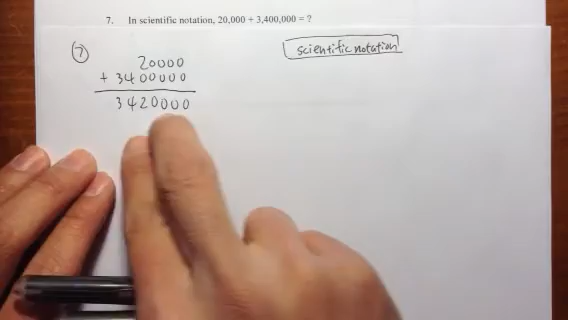 7. In scientific notation, 20,000 + 3,400,000 = ?
7
scientific notation
20000
+ 3400000
3420000